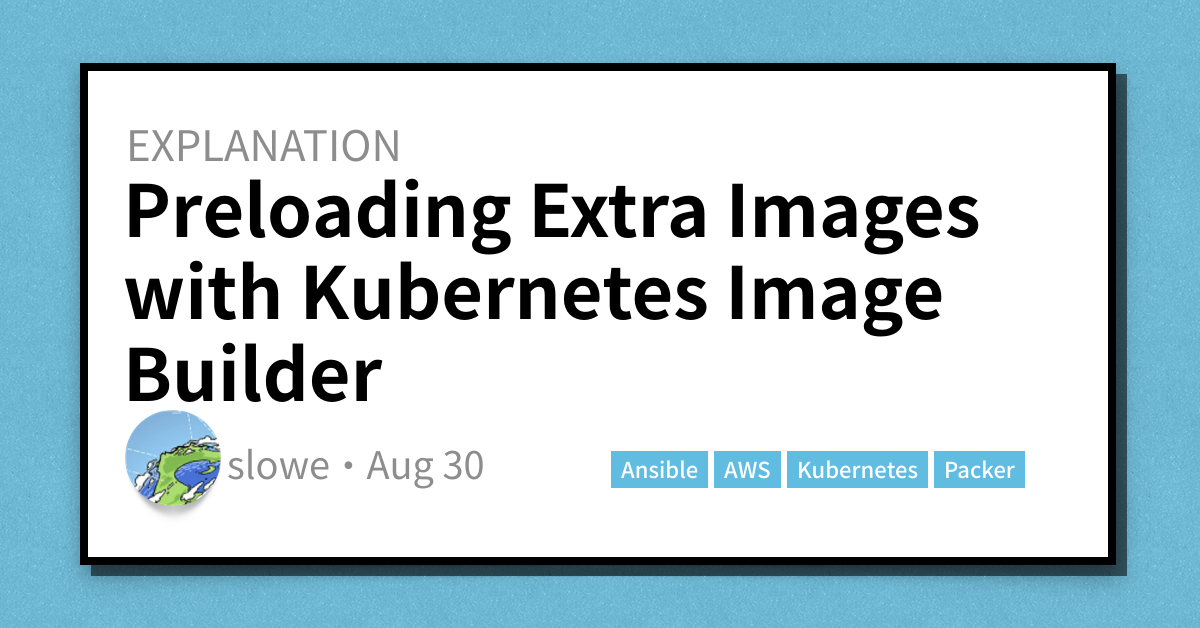 EXPLANATION
Preloading Extra Images
with Kubernetes Image
Builder
slowe • Aug 30
Ansible AWS Kubernetes Packer